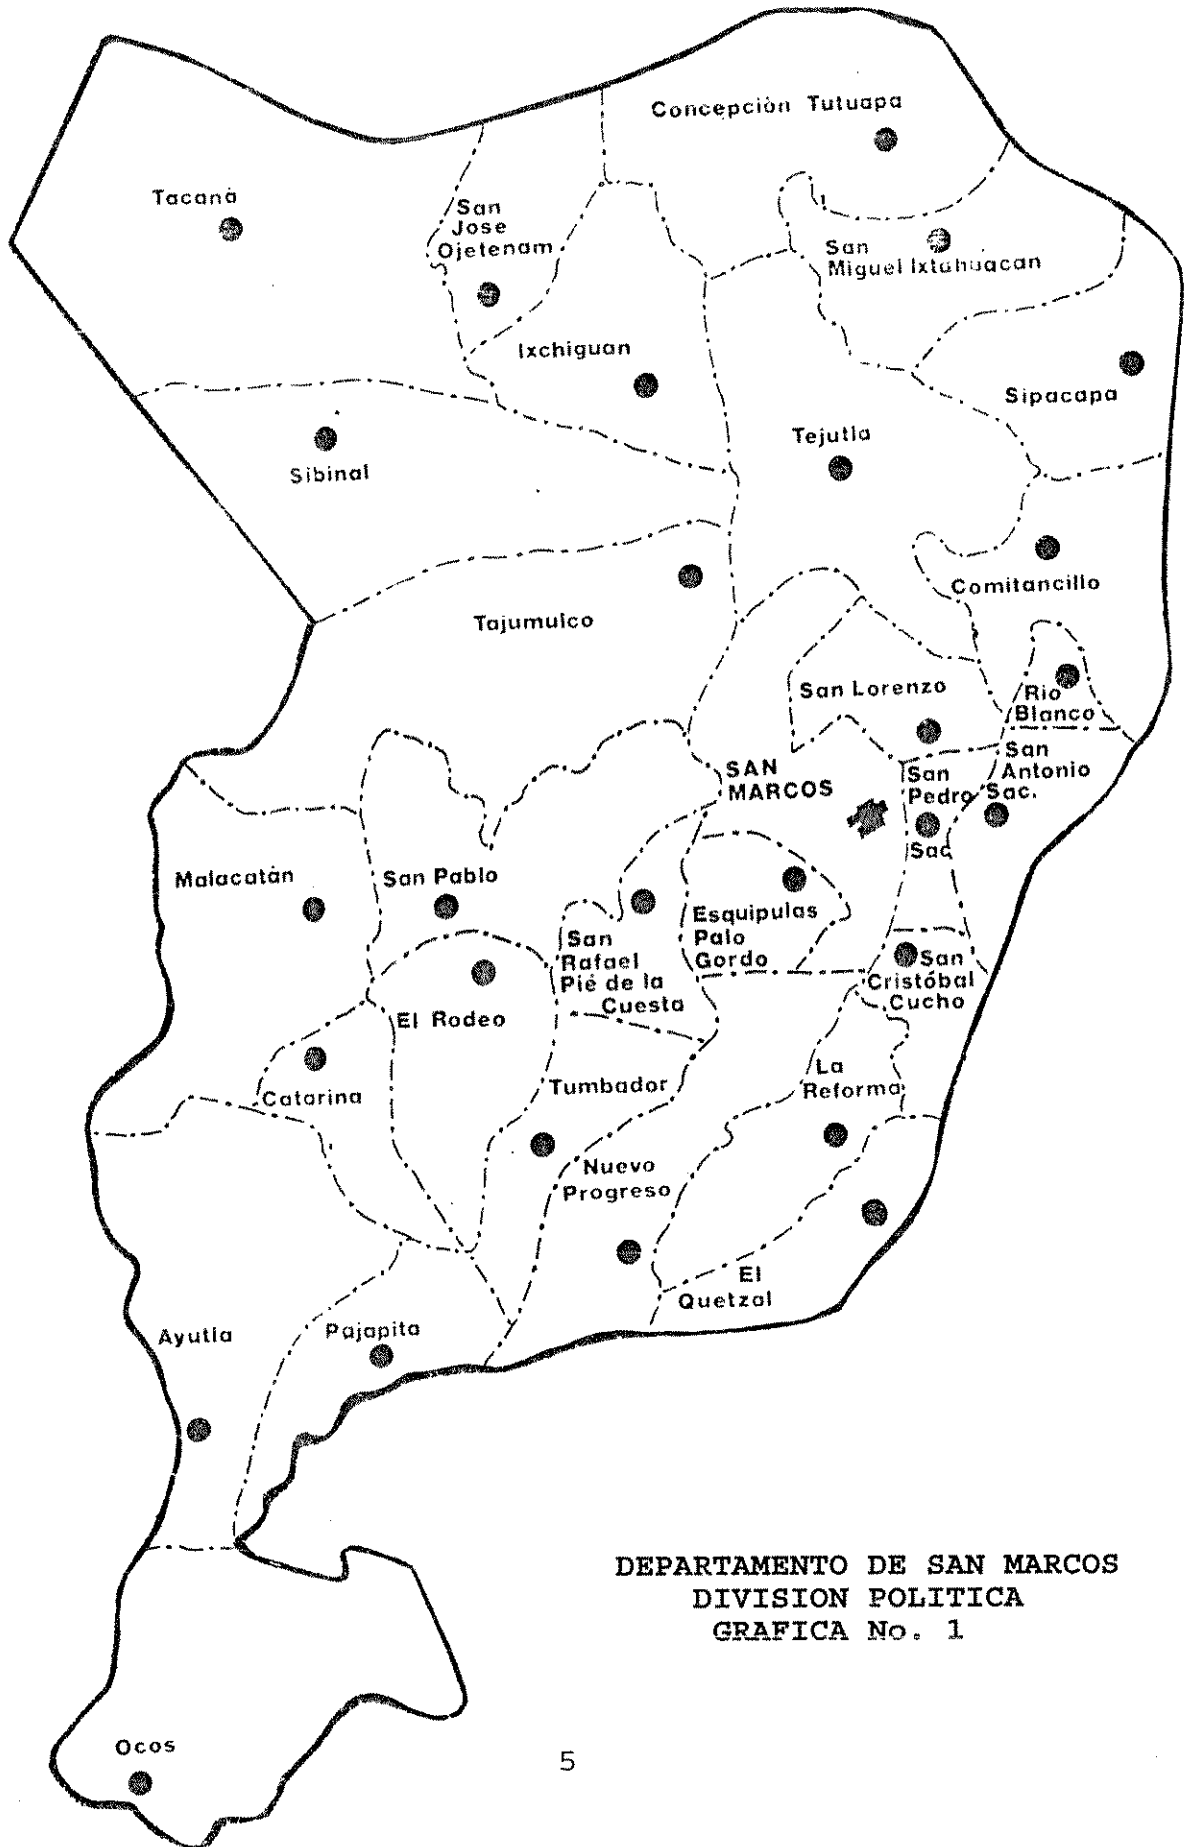 Concepción Tutuapa
Tacaná
San
Jose
Ojetenam
San
Miguel Ixtahuacan
Ixchiguan
Sipacapa
Tejutla
Sibinal
Comitancillo
Tajumulco
San Lorenzo
Rio
Blanco
SAN
MARCOS
San
Pedro
Sac
San
Antonio
Sac.
Malacatán
San Pablo
Esquipulas
Palo
Gordo
San
Rafael
Pié de la
Cuesta
San
Cristóbal
Cucho
El Rodeo
La
Reforma
Catarina
Tumbador
Nuevo
Progreso
El
Quetzal
Ayutla
Pajapita
DEPARTAMENTO DE SAN MARCOS
DIVISION POLITICA
GRAFICA No. 1
Ocos
5